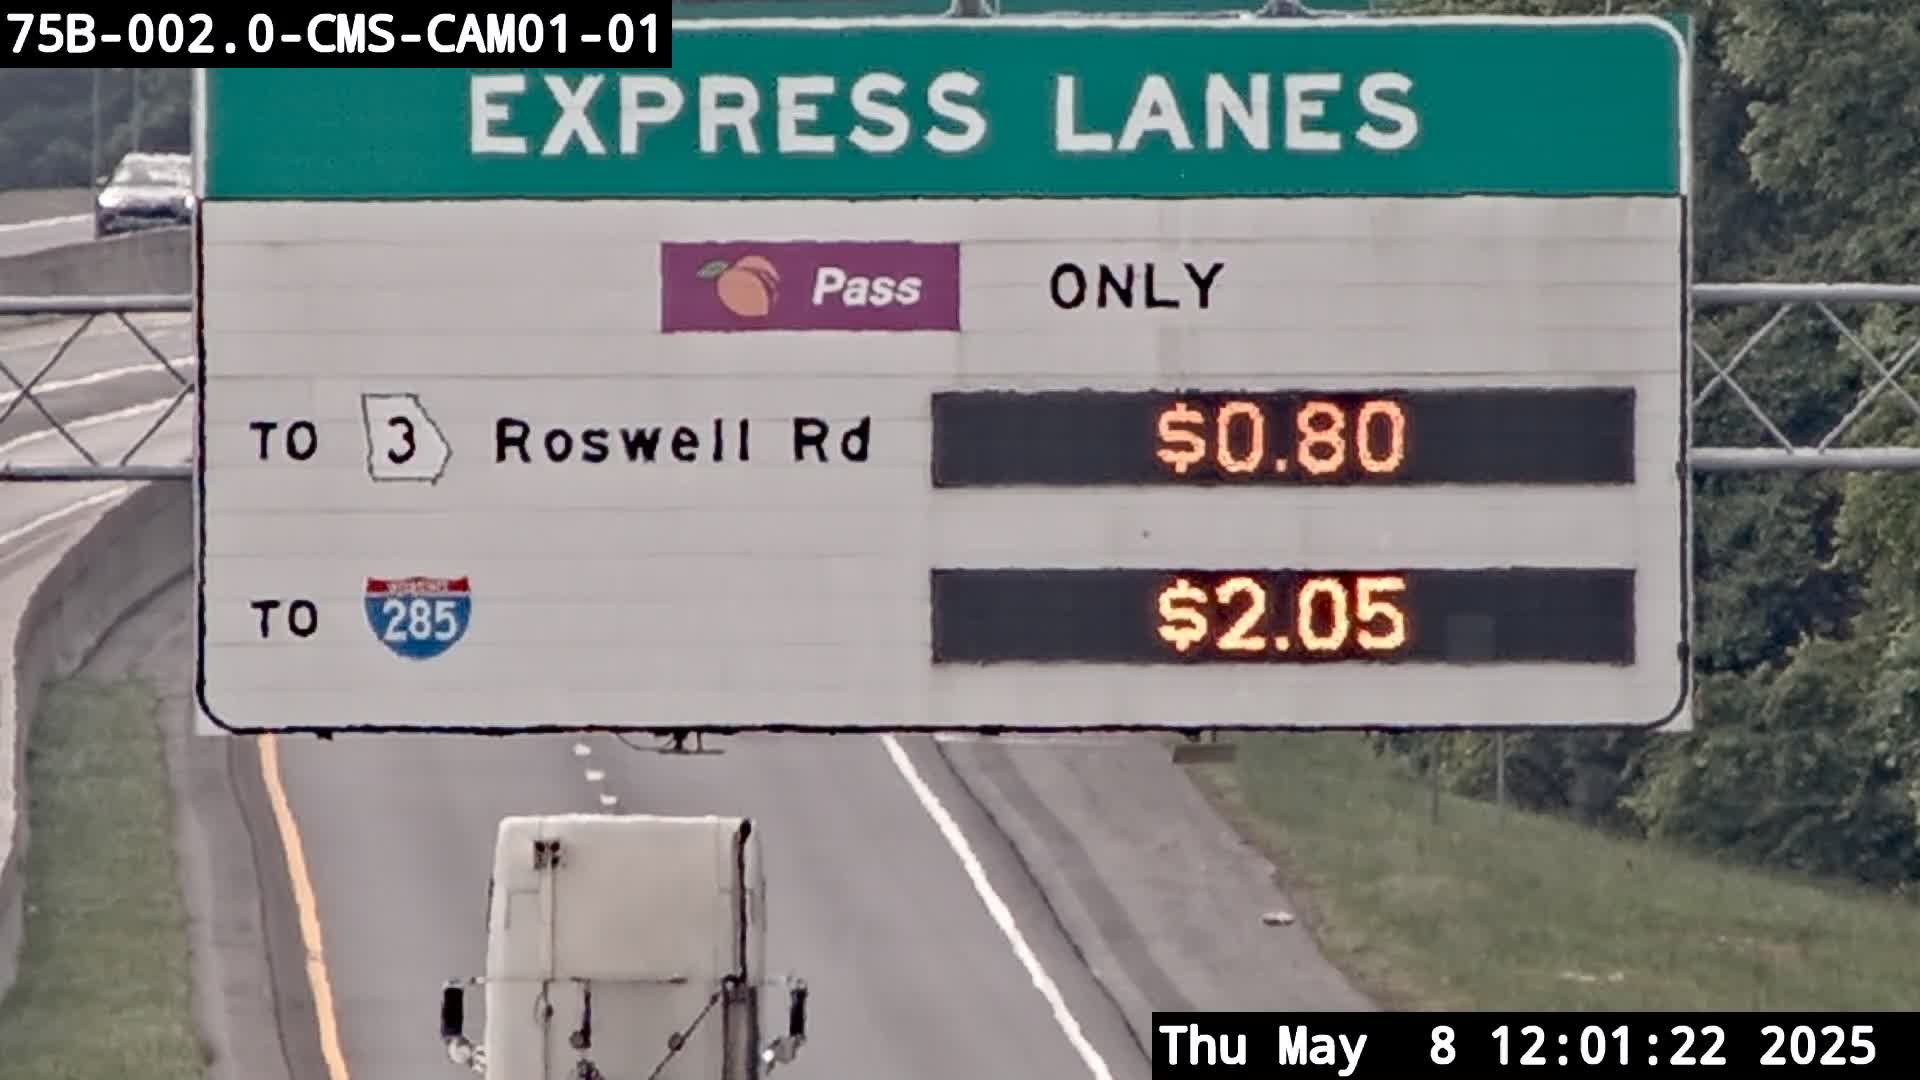 75B-002.0-CMS-CAM01-01
EXPRESS LANES
Pass ONLY
TO 3 Roswell Rd $0.80
TO 285 $2.05
Thu May 8 12:01:22 2025